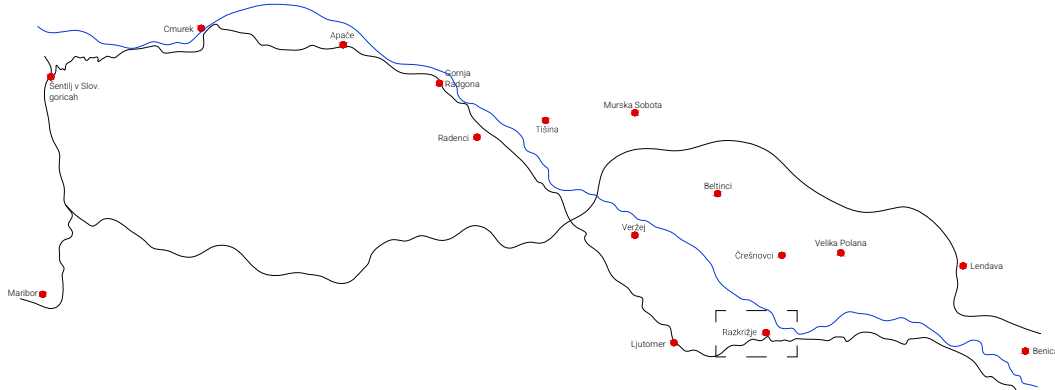 Cmurek
Apače
Gornja
Radgona
Šentilj v Slov.
goricah
Murska Sobota
Tišina
Radenci
Beltinci
Veržej
Velika Polana
Črešnovci
Lendava
Maribor
Razkrižje
Ljutomer
Benica